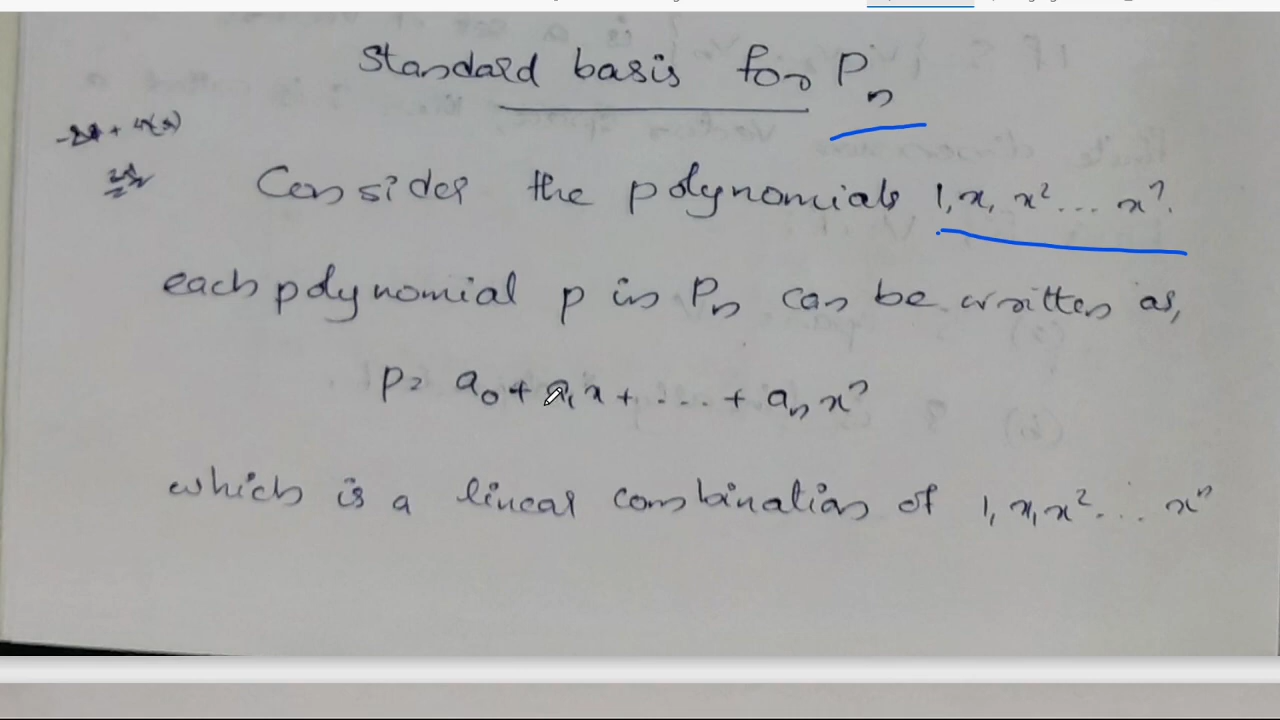 Standard basis for Pn
Consider the polynomials 1, x, x² ... xⁿ.
each polynomial p in Pn can be written as,
p = a₀ + a₁x + .... + aₙxⁿ
which is a linear combination of 1, x, x² ... xⁿ